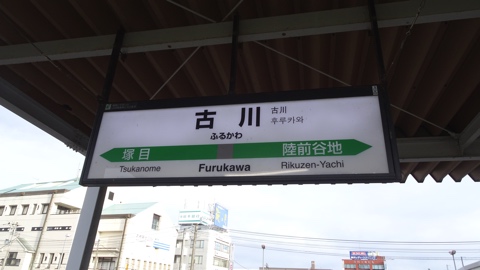 古川
古川
후루카와
ふるかわ
塚目
陸前谷地
Tsukanome
Furukawa
Rikuzen-Yachi